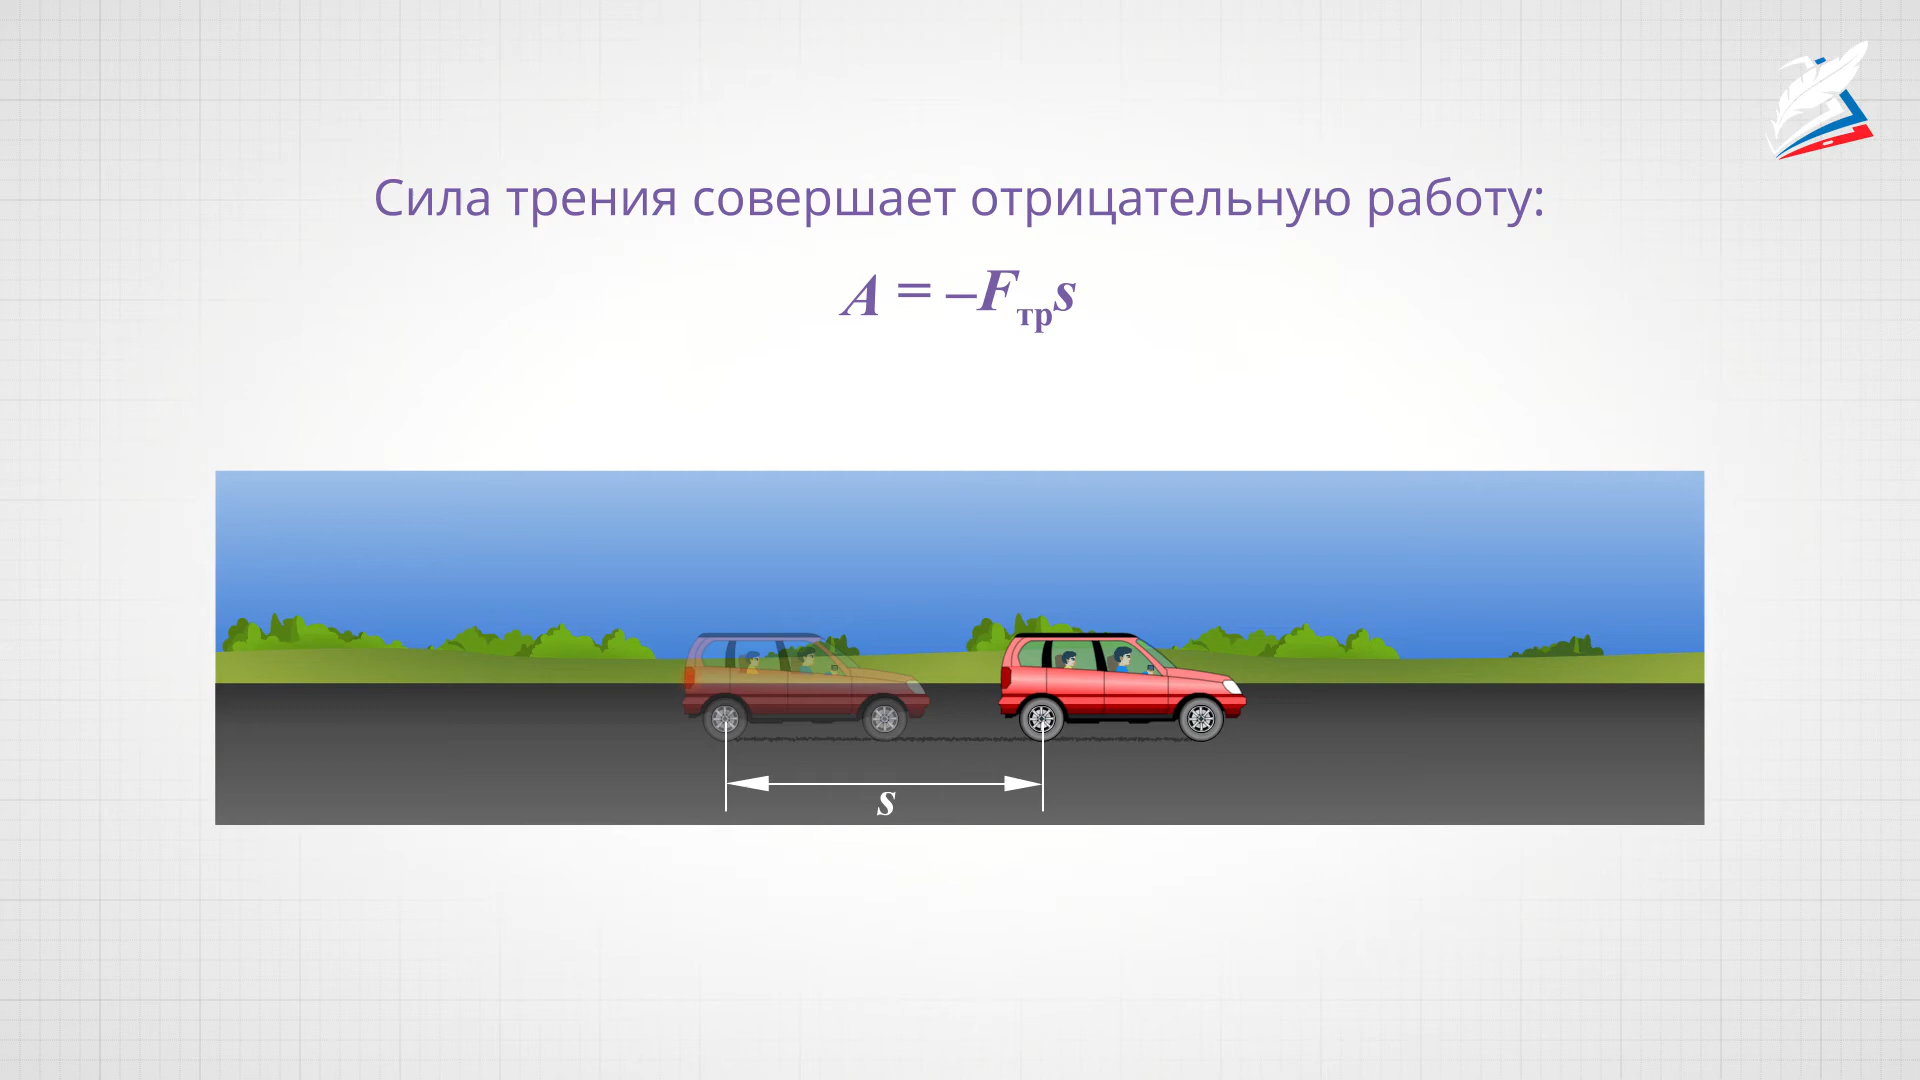 Сила трения совершает отрицательную работу:
A = –Fтрs
s